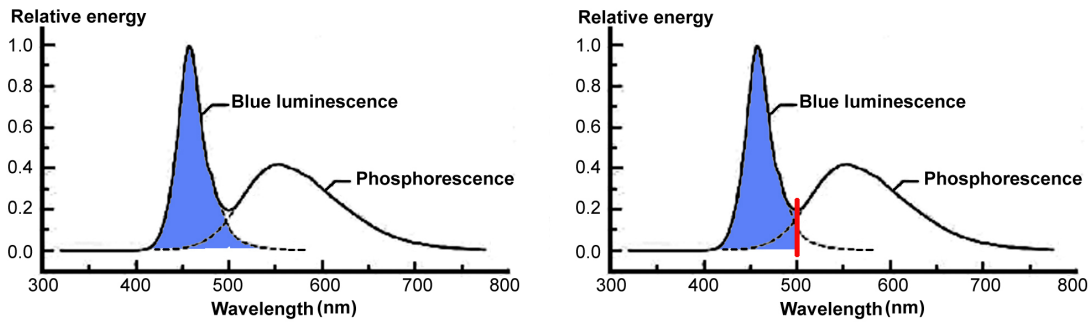 Relative energy
1.0
0.8
0.6
0.4
0.2
0.0
Blue luminescence
Phosphorescence
300 400 500 600 700 800
Wavelength (nm)
Relative energy
1.0
0.8
0.6
0.4
0.2
0.0
Blue luminescence
Phosphorescence
300 400 500 600 700 800
Wavelength (nm)